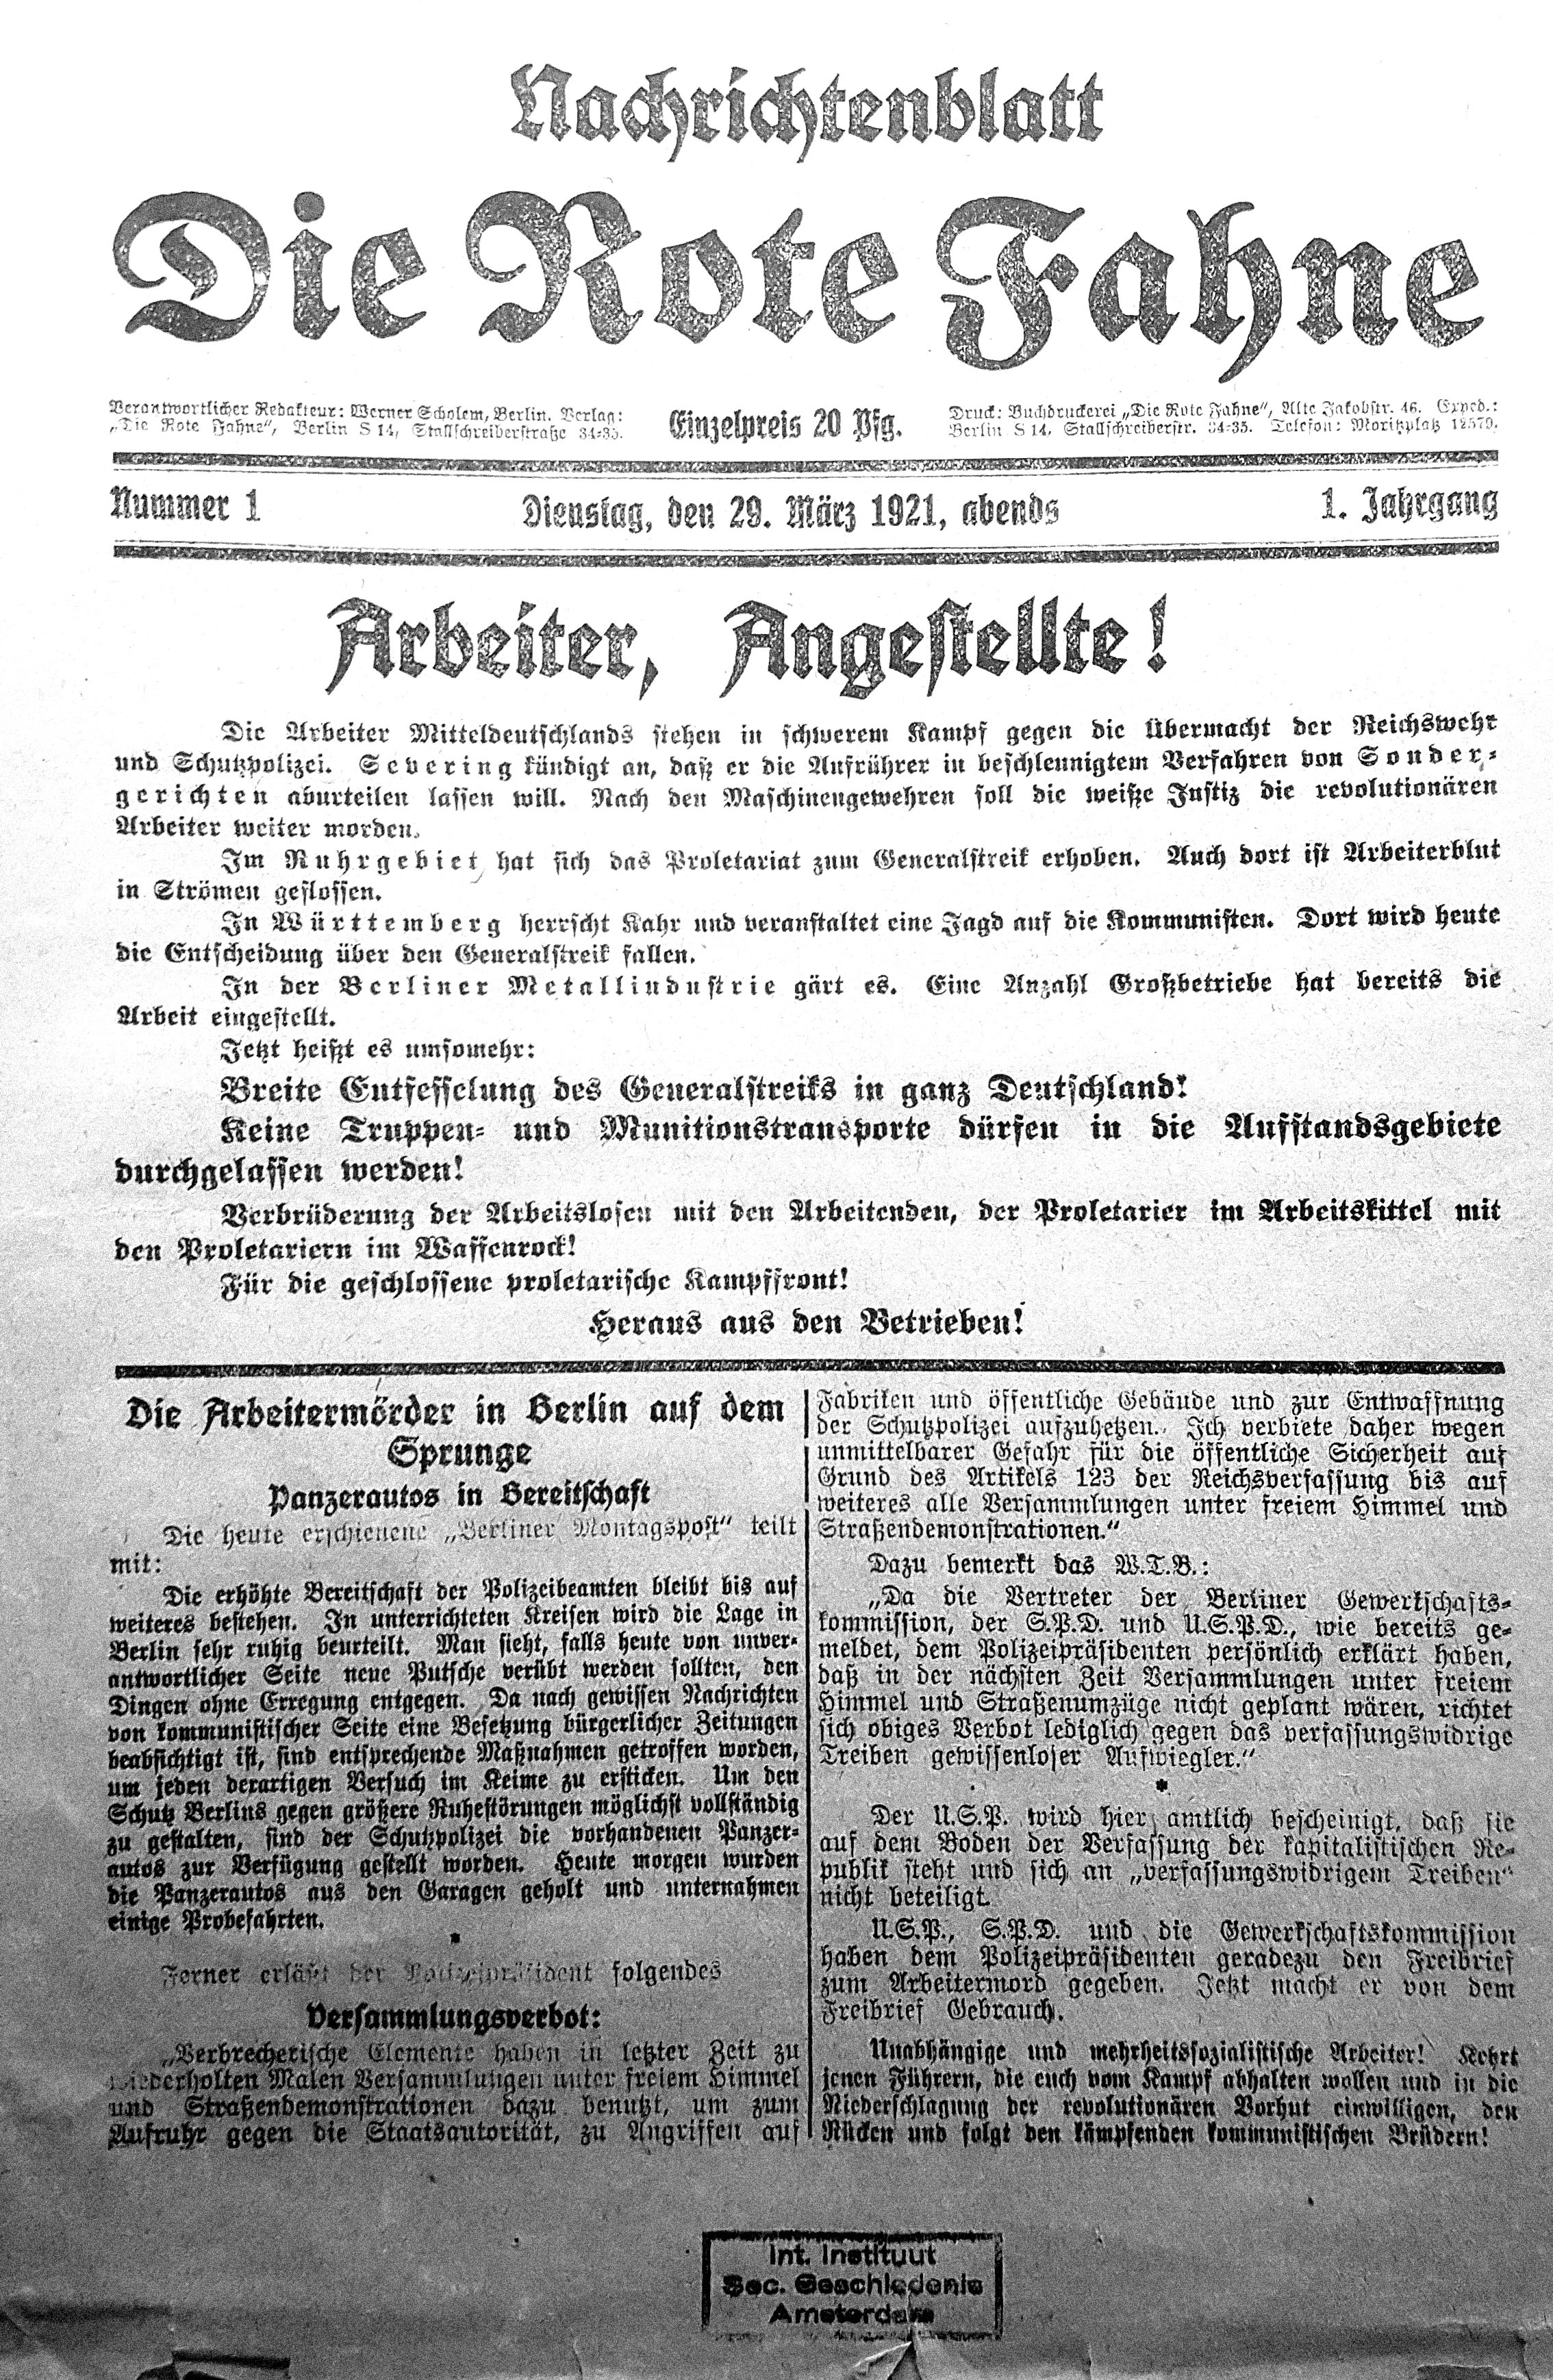 Nachrichtenblatt
Die Rote Fahne
Verantwortlicher Redakteur: Werner Scholem, Berlin. Verlag:
„Die Rote Fahne“, Berlin S 14, Stallschreiberstraße 34-35.
Einzelpreis 20 Pfg.
Druck: Buchdruckerei „Die Rote Fahne“, Alte Jakobstr. 46. Exped.:
Berlin S 14, Stallschreiberstr. 34-35. Telefon: Moritzplatz 12579.
Nummer 1
Dienstag, den 29. März 1921, abends
1. Jahrgang
Arbeiter, Angestellte!
Die Arbeiter Mitteldeutschlands stehen in schwerem Kampf gegen die Übermacht der Reichswehr
und Schutzpolizei. Severing kündigt an, daß er die Aufrührer in beschleunigtem Verfahren von Sonder-
gerichten aburteilen lassen will. Nach den Maschinengewehren soll die weiße Justiz die revolutionären
Arbeiter weiter morden.
Im Ruhrgebiet hat sich das Proletariat zum Generalstreik erhoben. Auch dort ist Arbeiterblut
in Strömen geflossen.
In Württemberg herrscht Kahr und veranstaltet eine Jagd auf die Kommunisten. Dort wird heute
die Entscheidung über den Generalstreik fallen.
In der Berliner Metallindustrie gärt es. Eine Anzahl Großbetriebe hat bereits die
Arbeit eingestellt.
Jetzt heißt es umsomehr:
Breite Entfesselung des Generalstreiks in ganz Deutschland!
Keine Truppen- und Munitionstransporte dürfen in die Aufstandsgebiete
durchgelassen werden!
Verbrüderung der Arbeitslosen mit den Arbeitenden, der Proletarier im Arbeitskittel mit
den Proletariern im Waffenrock!
Für die geschlossene proletarische Kampffront!
Heraus aus den Betrieben!
Die Arbeitermörder in Berlin auf dem
Sprunge
Panzerautos in Bereitschaft
Die heute erschienene „Berliner Montagspost“ teilt
mit:
Die erhöhte Bereitschaft der Polizeibeamten bleibt bis auf
weiteres bestehen. In unterrichteten Kreisen wird die Lage in
Berlin sehr ruhig beurteilt. Man sieht, falls heute von unver-
antwortlicher Seite neue Putsche verübt werden sollten, den
Dingen ohne Erregung entgegen. Da nach gewissen Nachrichten
von kommunistischer Seite eine Besetzung bürgerlicher Zeitungen
beabsichtigt ist, sind entsprechende Maßnahmen getroffen worden,
um jeden derartigen Versuch im Keime zu ersticken. Um den
Schutz Berlins gegen größere Ruhestörungen möglichst vollständig
zu gestalten, sind der Schutzpolizei die vorhandenen Panzer-
autos zur Verfügung gestellt worden. Heute morgen wurden
die Panzerautos aus den Garagen geholt und unternahmen
einige Probefahrten.
*
Ferner erläßt der Polizeipräsident folgendes
Versammlungsverbot:
„Verbrecherische Elemente haben in letzter Zeit zu
wiederholten Malen Versammlungen unter freiem Himmel
und Straßendemonstrationen dazu benutzt, um zum
Aufruhr gegen die Staatsautorität, zu Angriffen auf
Fabriken und öffentliche Gebäude und zur Entwaffnung
der Schutzpolizei aufzuhetzen. Ich verbiete daher wegen
unmittelbarer Gefahr für die öffentliche Sicherheit auf
Grund des Artikels 123 der Reichsverfassung bis auf
weiteres alle Versammlungen unter freiem Himmel und
Straßendemonstrationen.“
Dazu bemerkt das W.T.B.:
„Da die Vertreter der Berliner Gewerkschafts-
kommission, der S.P.D. und U.S.P.D., wie bereits ge-
meldet, dem Polizeipräsidenten persönlich erklärt haben,
daß in der nächsten Zeit Versammlungen unter freiem
Himmel und Straßenumzüge nicht geplant wären, richtet
sich obiges Verbot lediglich gegen das verfassungswidrige
Treiben gewissenloser Aufwiegler.“
*
Der U.S.P. wird hier amtlich bescheinigt, daß sie
auf dem Boden der Verfassung der kapitalistischen Re-
publik steht und sich an „verfassungswidrigem Treiben“
nicht beteiligt.
U.S.P., S.P.D. und die Gewerkschaftskommission
haben dem Polizeipräsidenten geradezu den Freibrief
zum Arbeitermord gegeben. Jetzt macht er von dem
Freibrief Gebrauch.
Unabhängige und mehrheitssozialistische Arbeiter! Kehrt
jenen Führern, die euch vom Kampf abhalten wollen und in die
Niederschlagung der revolutionären Vorhut einwilligen, den
Rücken und folgt den kämpfenden kommunistischen Brüdern!
Int. Instituut
Soc. Geschiedenis
Amsterdam